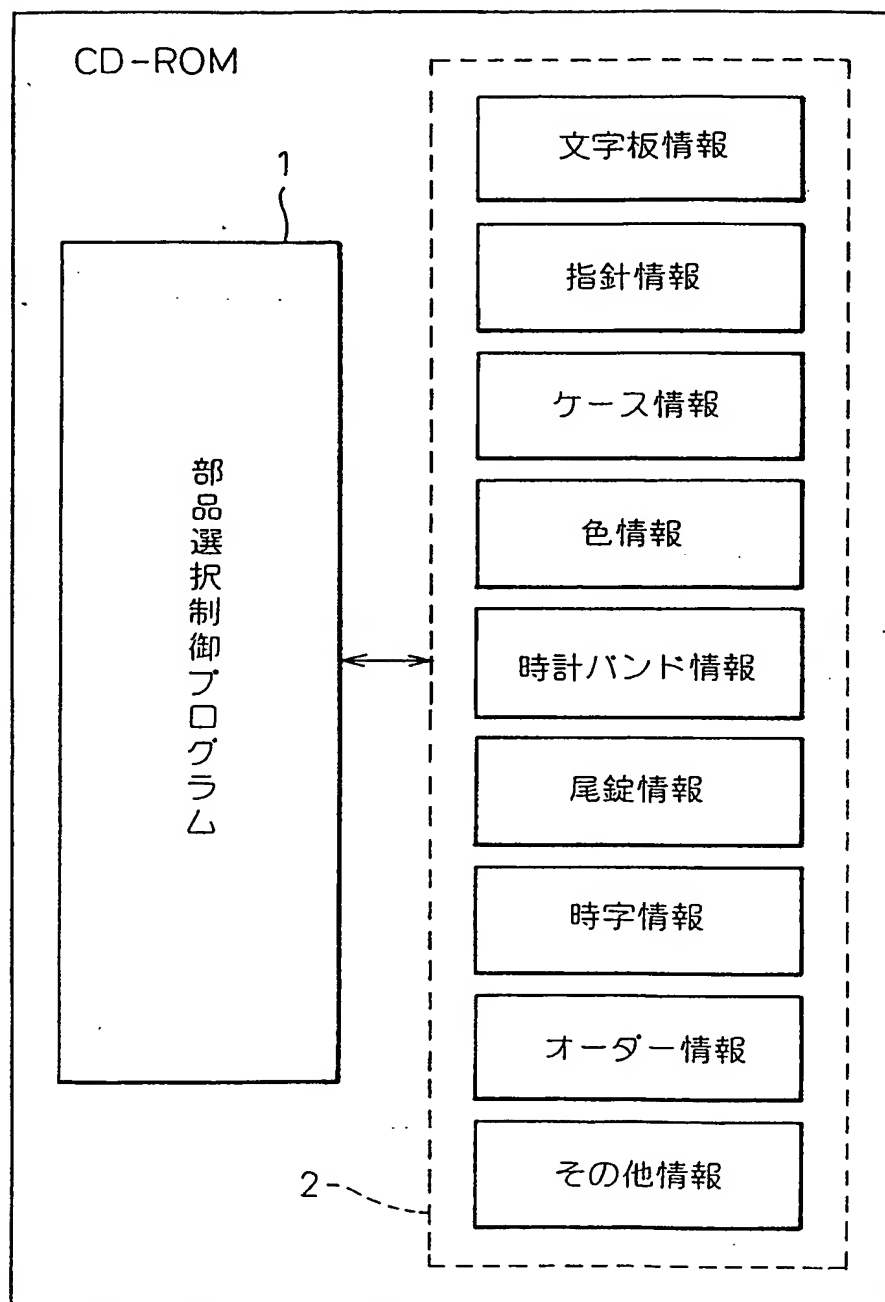 CD-ROM
1
部品選択制御プログラム
文字板情報
指針情報
ケース情報
色情報
時計バンド情報
尾錠情報
時字情報
オーダー情報
その他情報
2